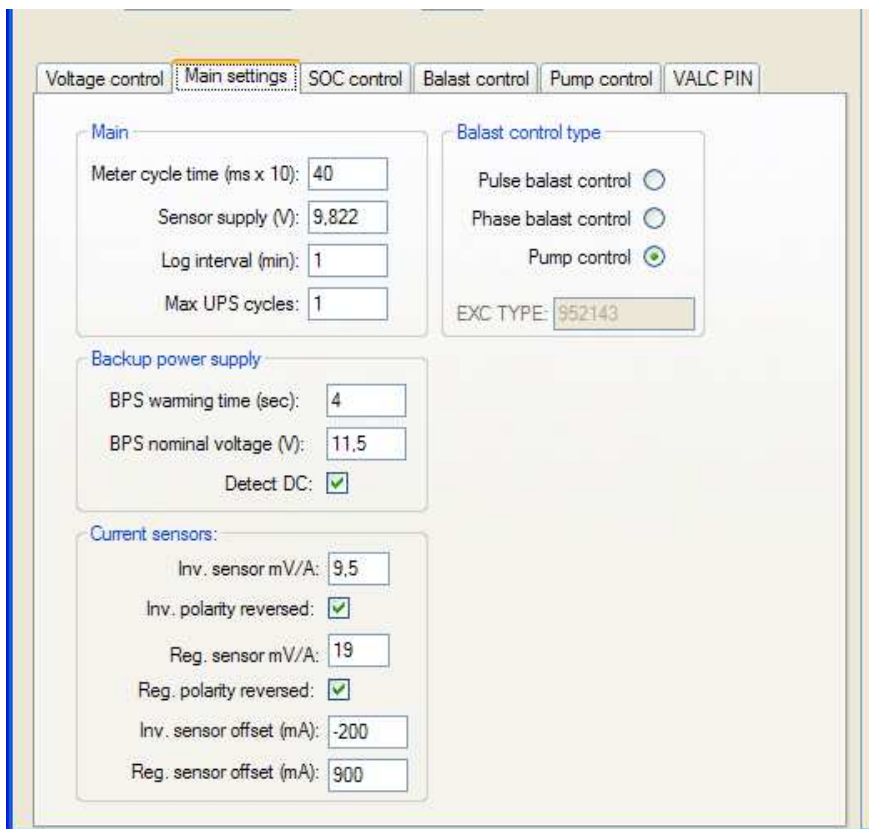 Voltage control Main settings SOC control Balast control Pump control VALC PIN
Main
Meter cycle time (ms x 10): 40
Sensor supply (V): 9,822
Log interval (min): 1
Max UPS cycles: 1
Balast control type
Pulse balast control
Phase balast control
Pump control
EXC TYPE: 952143
Backup power supply
BPS warming time (sec): 4
BPS nominal voltage (V): 11,5
Detect DC:
Current sensors:
Inv. sensor mV/A: 9,5
Inv. polarity reversed:
Reg. sensor mV/A: 19
Reg. polarity reversed:
Inv. sensor offset (mA): -200
Reg. sensor offset (mA): 900